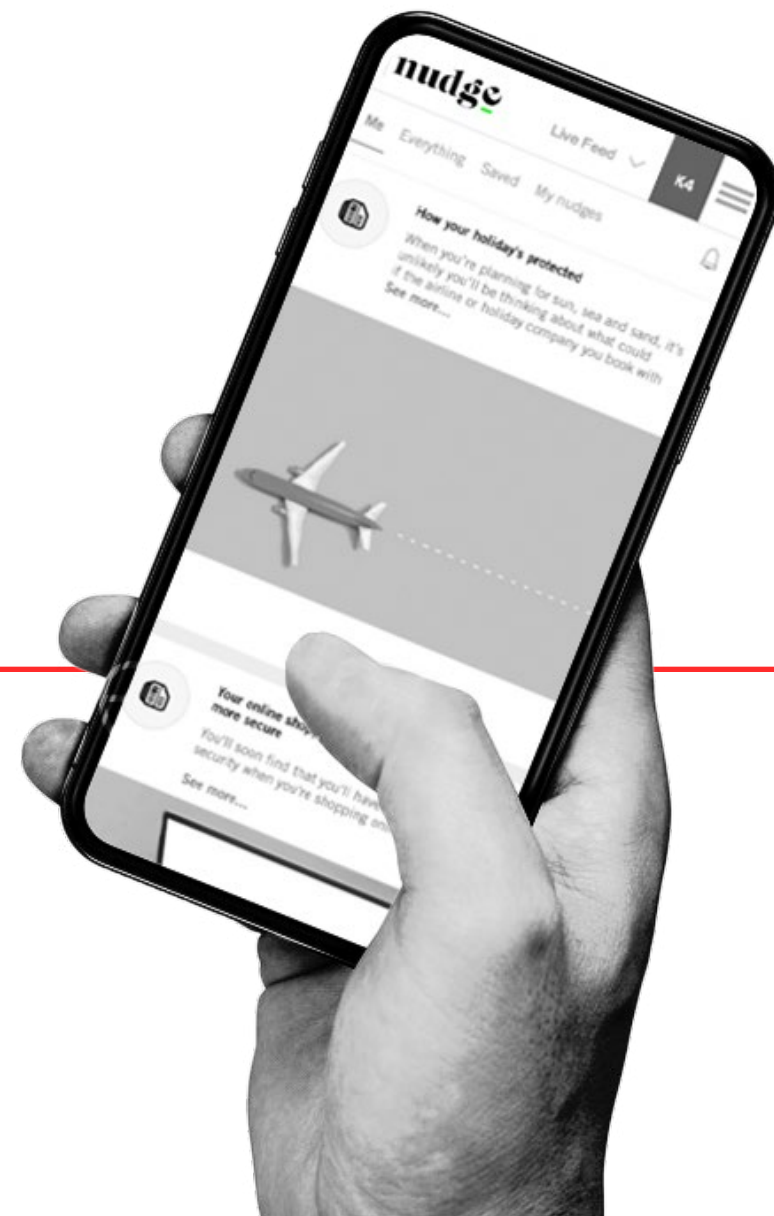 nudge
Live Feed
K4
Me Everything Saved My nudges
How your holiday's protected
When you're planning for sun, sea and sand, it's
unlikely you'll be thinking about what could
if the airline or holiday company you book with
See more...
Your online shopp
more secure
You'll soon find that you'll have
security when you're shopping onl
See more...